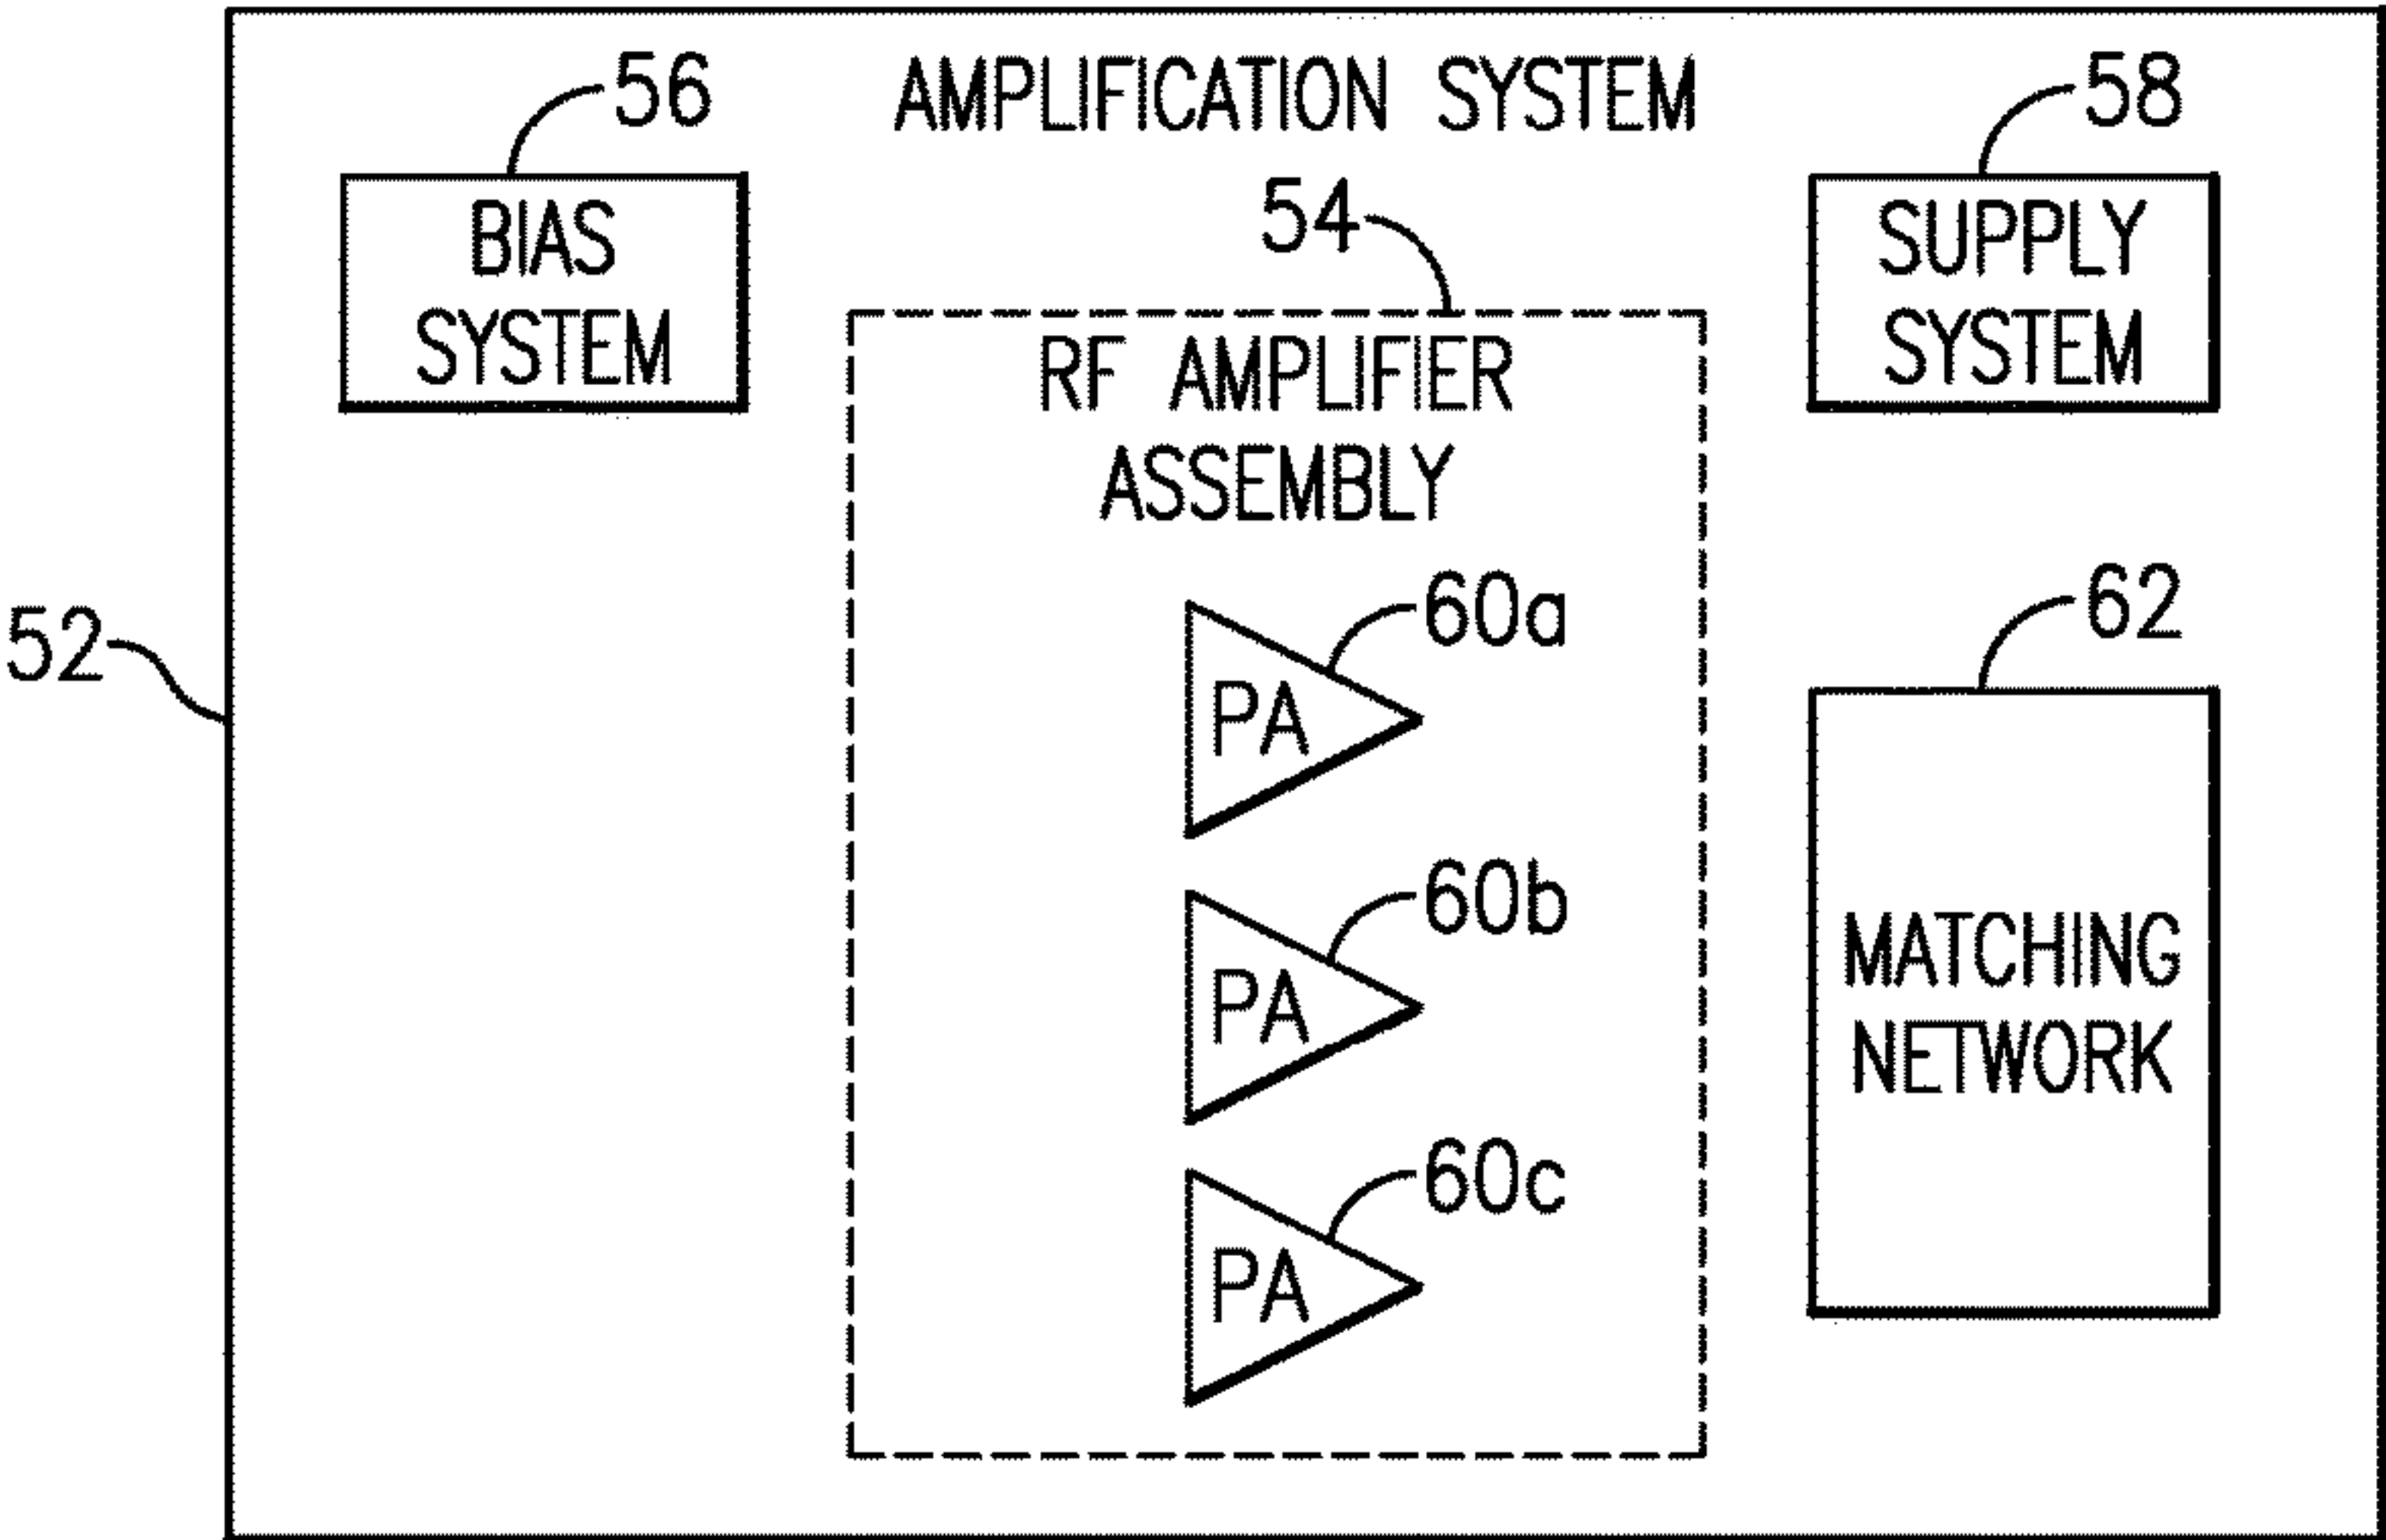 AMPLIFICATION SYSTEM
56
58
BIAS
SYSTEM
54
SUPPLY
SYSTEM
RF AMPLIFIER
ASSEMBLY
52
60a
PA
62
60b
PA
MATCHING
NETWORK
60c
PA